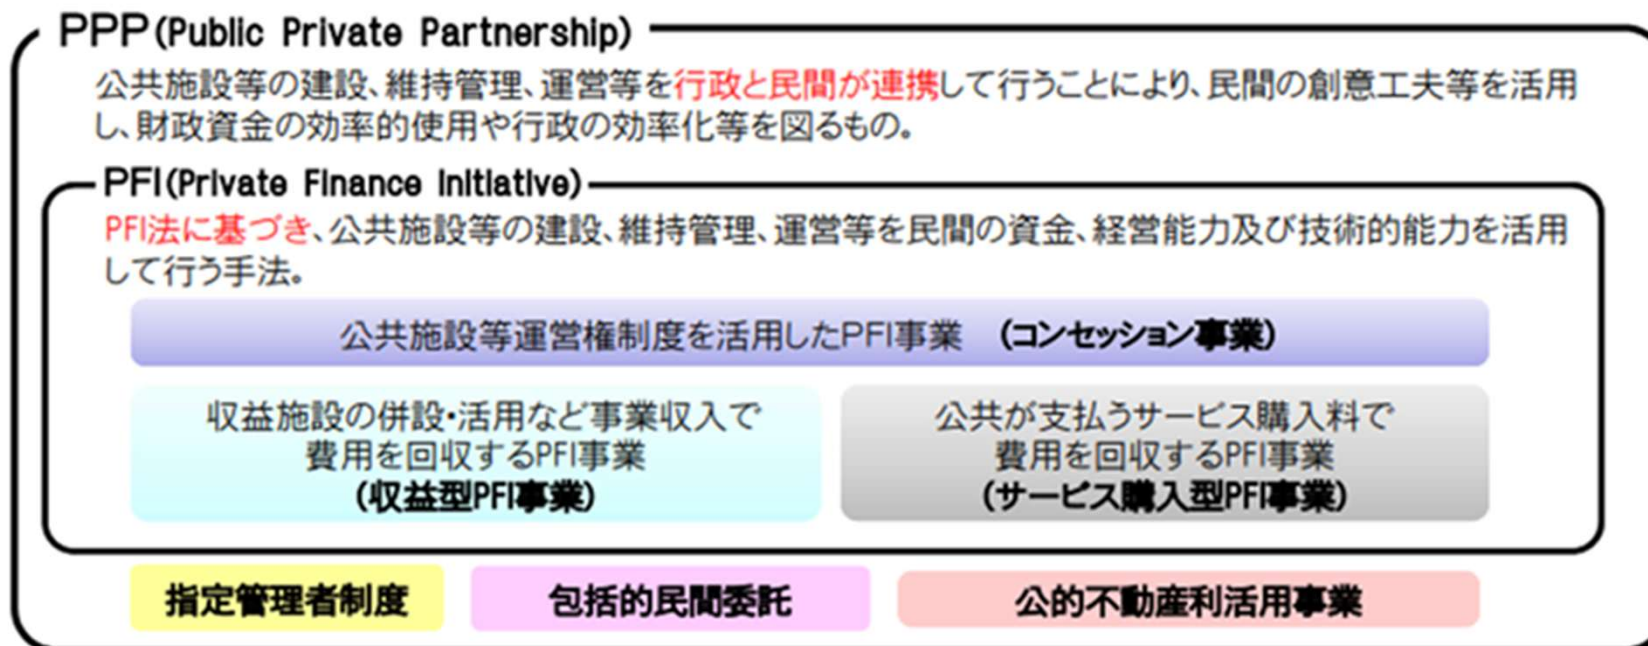 PPP(Public Private Partnership)
公共施設等の建設、維持管理、運営等を行政と民間が連携して行うことにより、民間の創意工夫等を活用
し、財政資金の効率的使用や行政の効率化等を図るもの。
PFI(Private Finance Initiative)
PFI法に基づき、公共施設等の建設、維持管理、運営等を民間の資金、経営能力及び技術的能力を活用
して行う手法。
公共施設等運営権制度を活用したPFI事業 (コンセッション事業)
収益施設の併設・活用など事業収入で
費用を回収するPFI事業
(収益型PFI事業)
公共が支払うサービス購入料で
費用を回収するPFI事業
(サービス購入型PFI事業)
指定管理者制度
包括的民間委託
公的不動産利活用事業